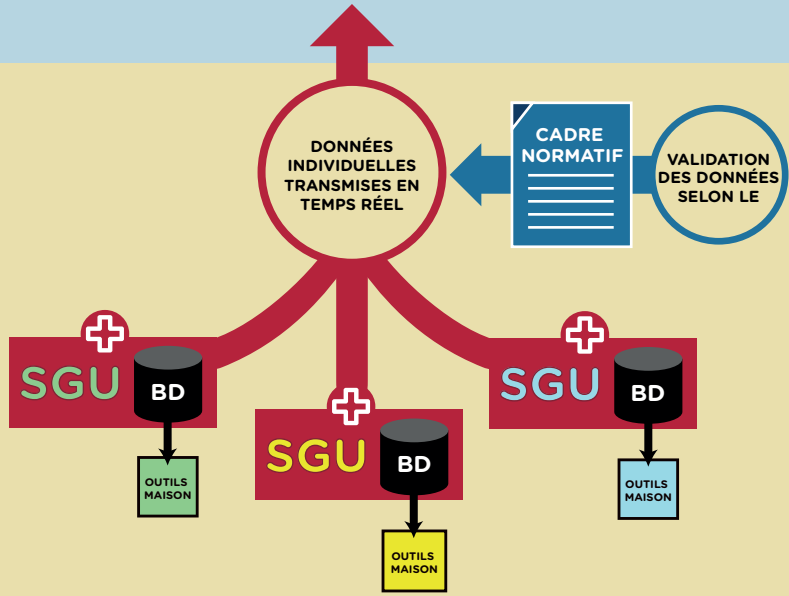 DONNÉES
INDIVIDUELLES
TRANSMISES EN
TEMPS RÉEL
CADRE
NORMATIF
VALIDATION
DES DONNÉES
SELON LE
SGU
BD
OUTILS
MAISON
SGU
BD
OUTILS
MAISON
SGU
BD
OUTILS
MAISON